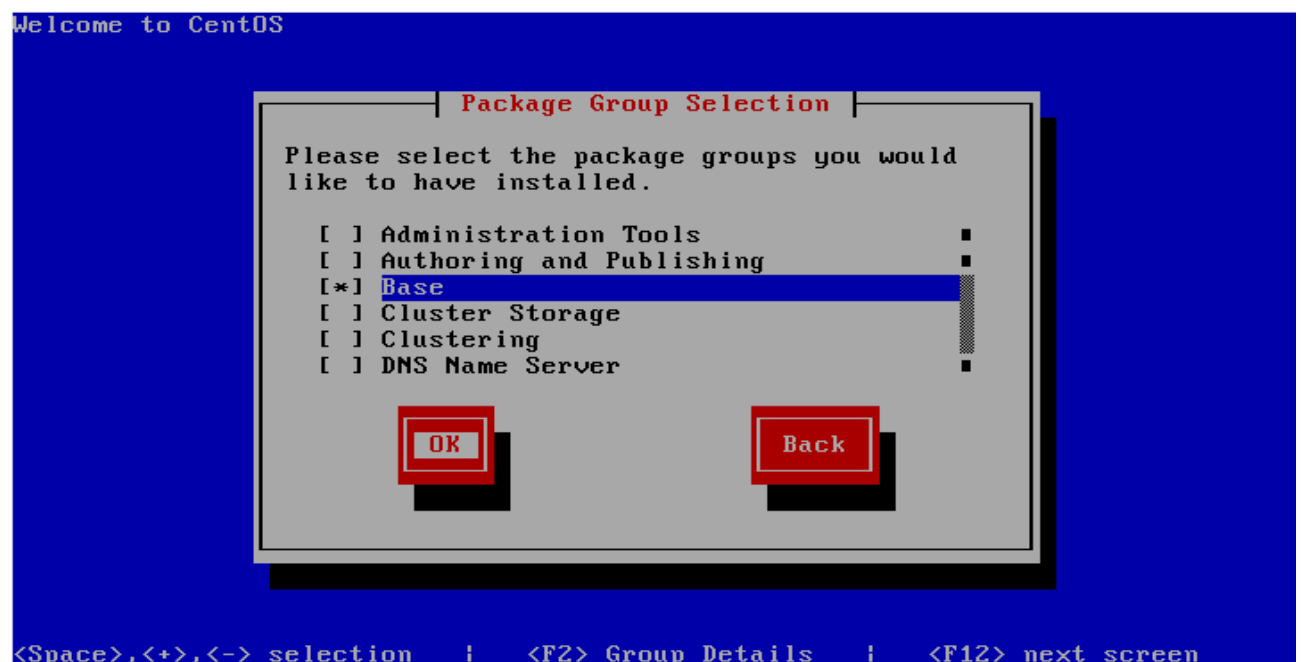 Welcome to CentOS
Package Group Selection
Please select the package groups you would
like to have installed.
[ ] Administration Tools
[ ] Authoring and Publishing
[*] Base
[ ] Cluster Storage
[ ] Clustering
[ ] DNS Name Server
OK Back
<Space>,<+>,<-> selection | <F2> Group Details | <F12> next screen